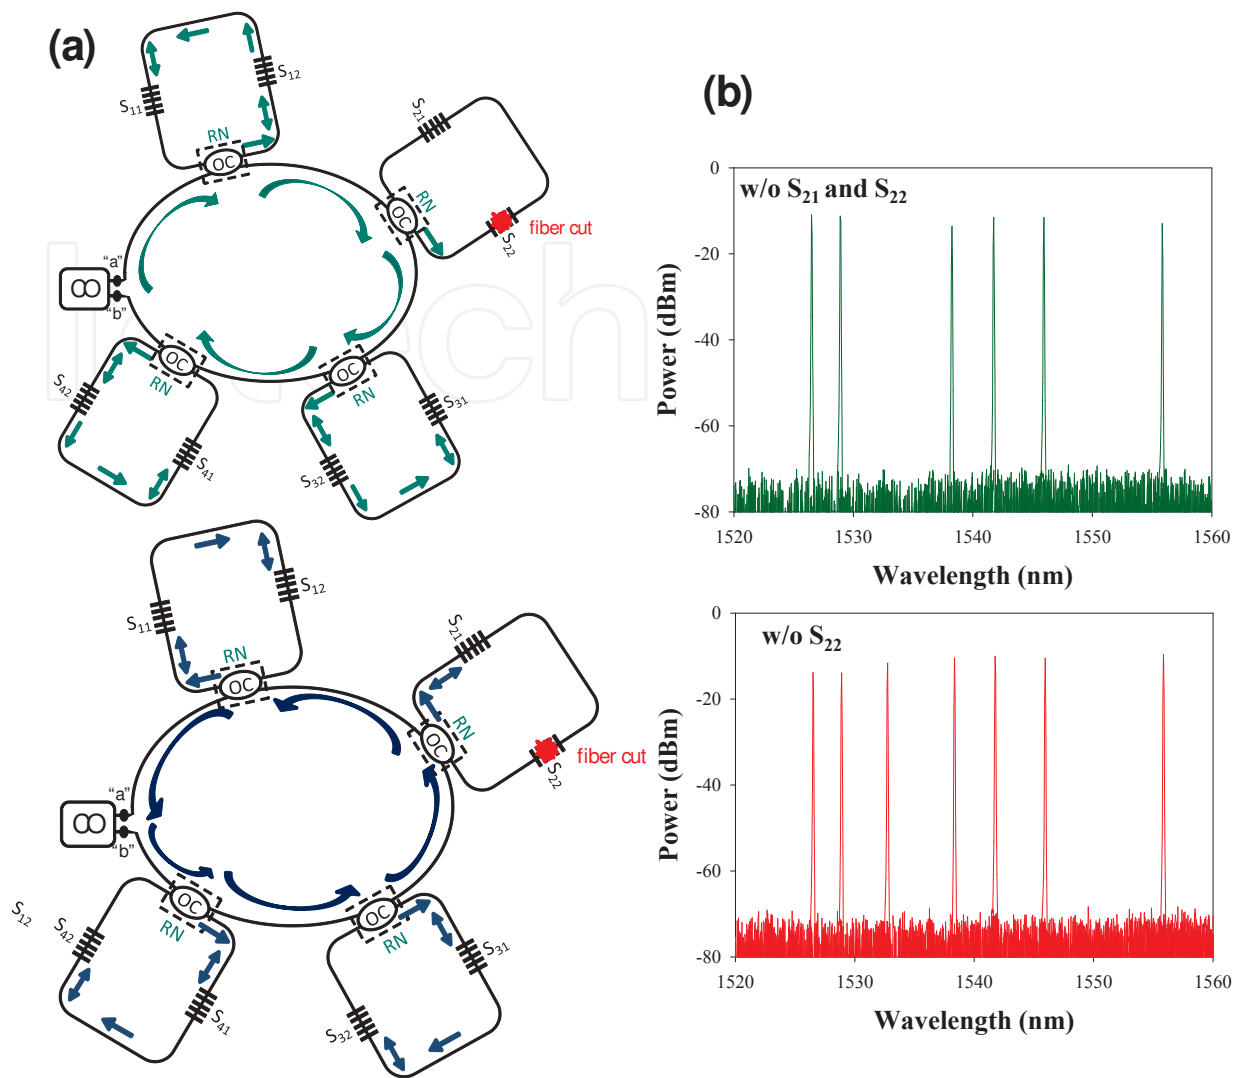 (a)
S12
S11
RN
OC
S21
RN
OC
S22
fiber cut
"a"
"b"
OC
RN
S42
S41
OC
RN
S31
S32
InTech
S12
S11
RN
OC
S21
RN
OC
S22
fiber cut
"a"
"b"
S12
S42
OC
RN
S41
OC
RN
S31
S32
(b)
w/o S21 and S22
Power (dBm)
0
-20
-40
-60
-80
1520 1530 1540 1550 1560
Wavelength (nm)
w/o S22
Power (dBm)
0
-20
-40
-60
-80
1520 1530 1540 1550 1560
Wavelength (nm)